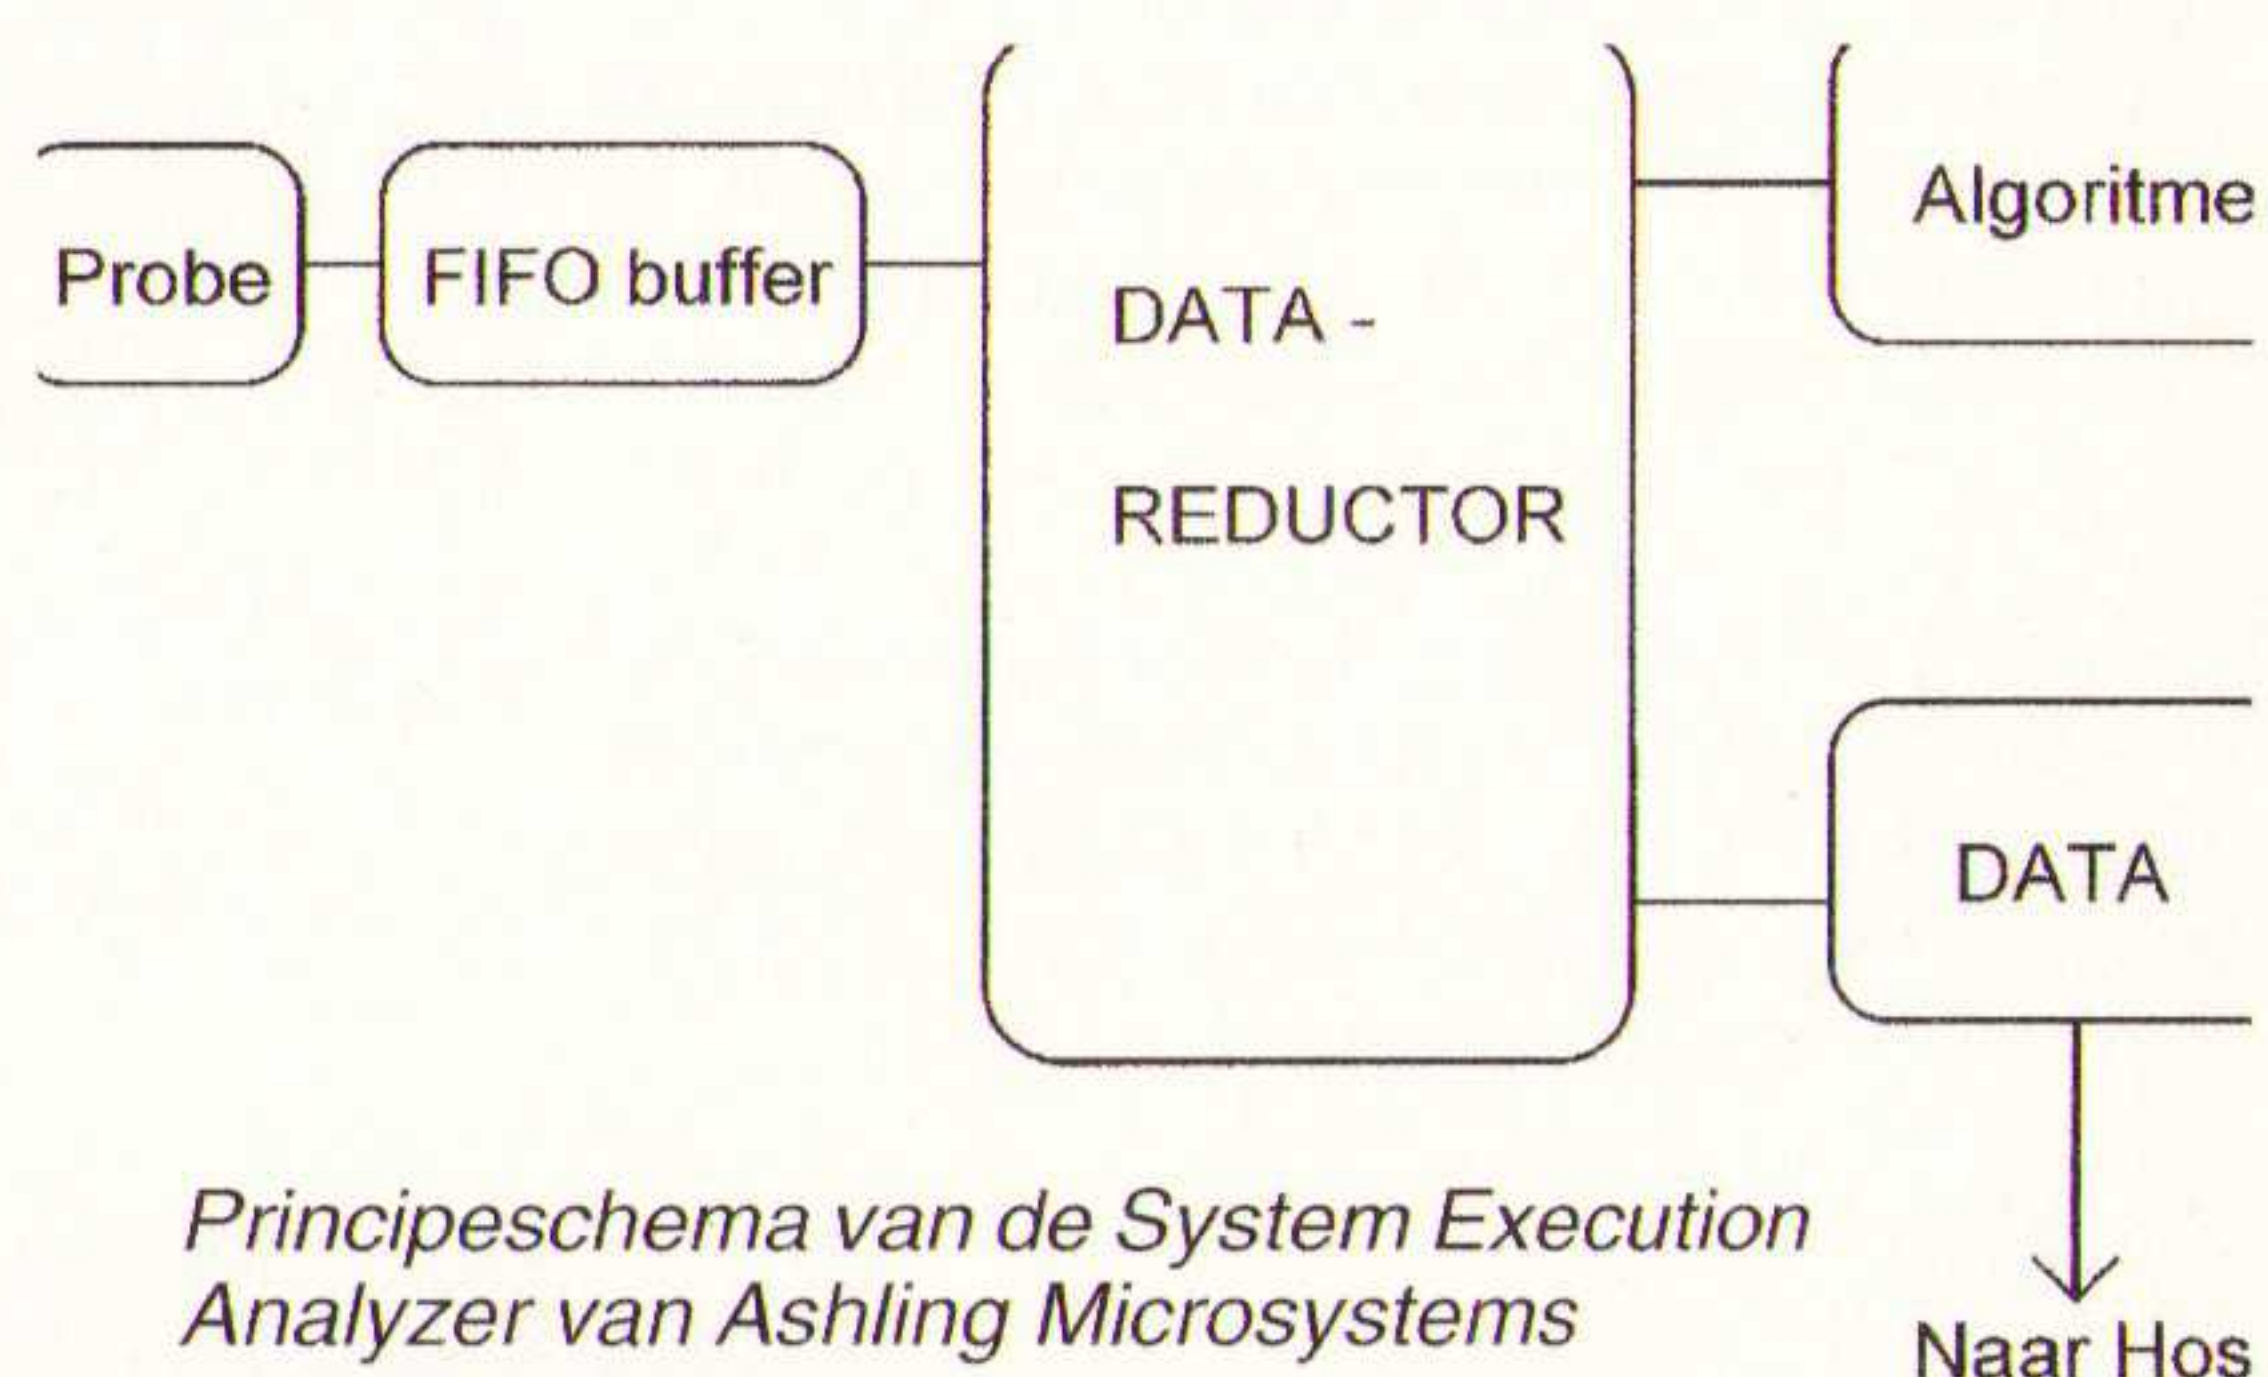 Probe
FIFO buffer
DATA -
REDUCTOR
Algoritme
DATA
Principeschema van de System Execution
Analyzer van Ashling Microsystems
Naar Hos